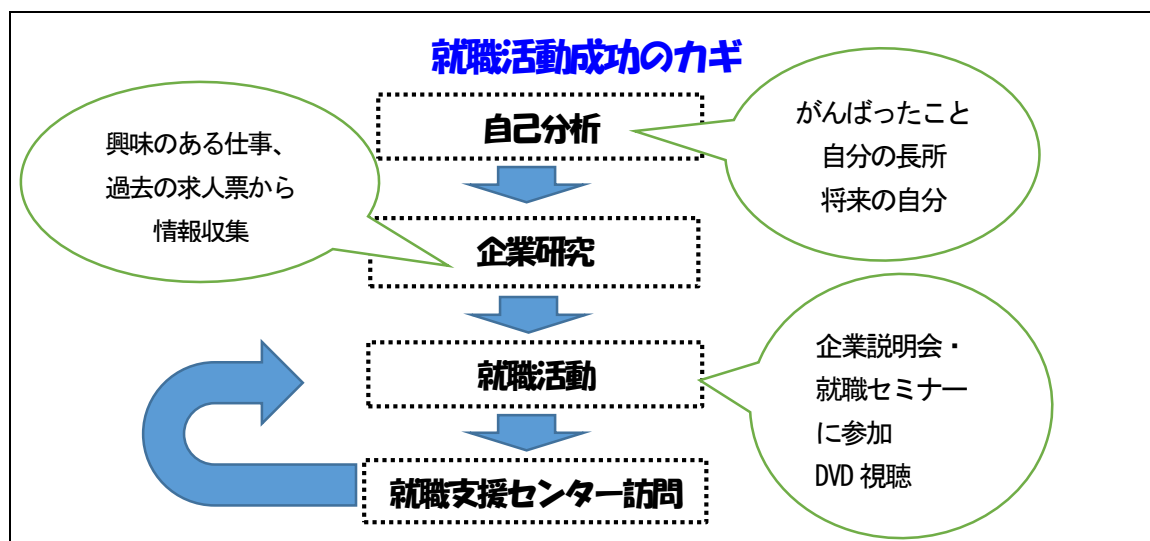 就職活動成功のカギ
自己分析
がんばったこと
自分の長所
将来の自分
興味のある仕事、
過去の求人票から
情報収集
企業研究
就職活動
企業説明会・
就職セミナー
に参加
DVD 視聴
就職支援センター訪問